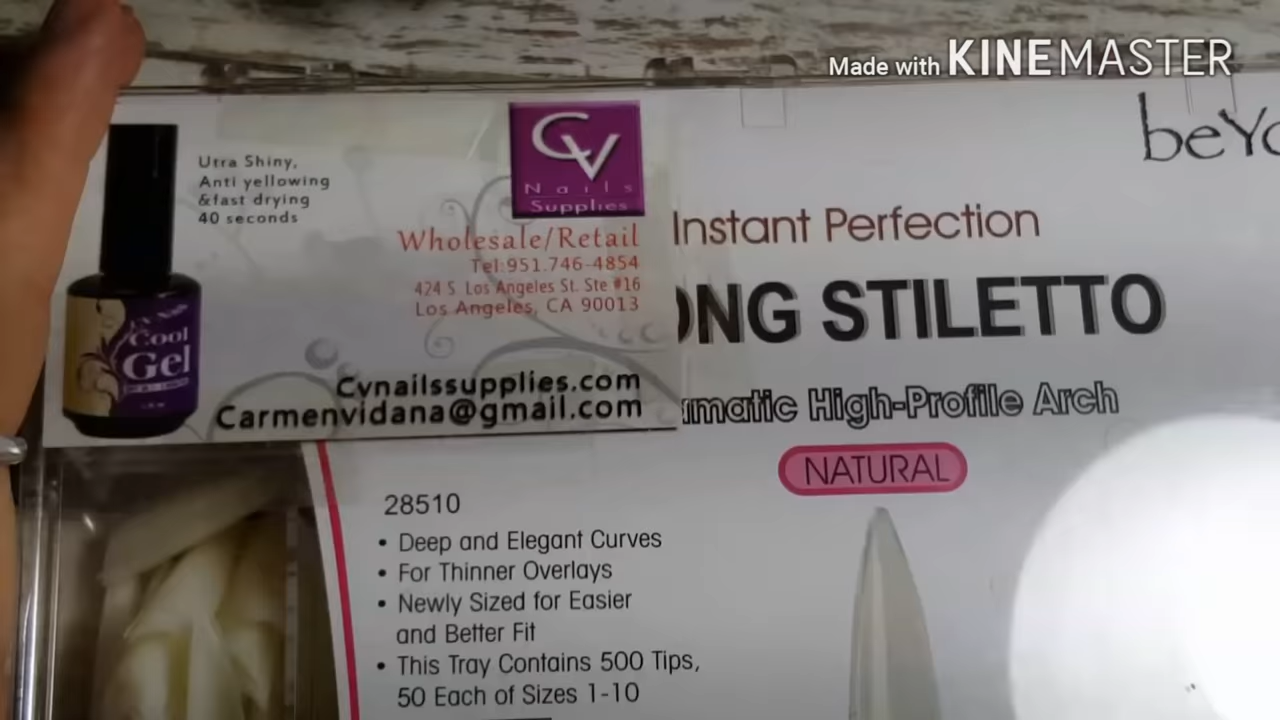 Made with KINEMASTER
Utra Shiny,
Anti yellowing
&fast drying
40 seconds
CV
Nails
Supplies
Wholesale/Retail
Tel:951.746-4854
424 S Los Angeles St. Ste #16
Los Angeles, CA 90013
Cool
Gel
Cvnailssupplies.com
Carmenvidana@gmail.com
beYo
Instant Perfection
ONG STILETTO
matic High-Profile Arch
NATURAL
28510
• Deep and Elegant Curves
• For Thinner Overlays
• Newly Sized for Easier
and Better Fit
• This Tray Contains 500 Tips,
50 Each of Sizes 1-10